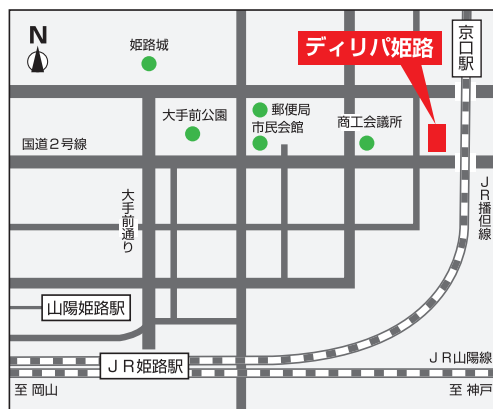 N
姫路城
ディリパ姫路
京口駅
大手前公園
郵便局
市民会館
商工会議所
国道2号線
大手前通り
JR播但線
山陽姫路駅
JR姫路駅
JR山陽線
至 岡山
至 神戸